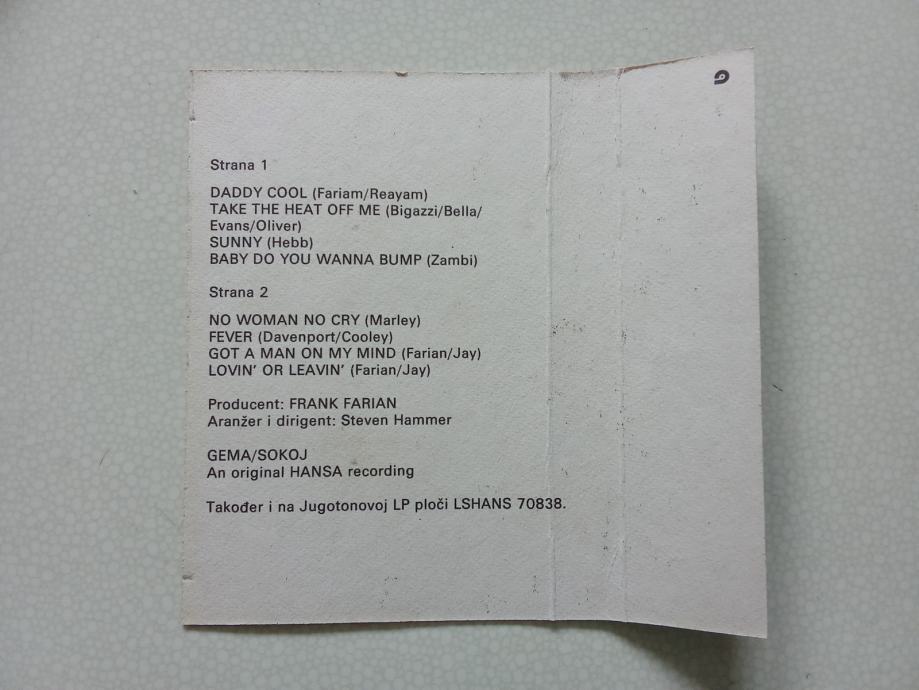 Strana 1
DADDY COOL (Fariam/Reayam)
TAKE THE HEAT OFF ME (Bigazzi/Bella/
Evans/Oliver)
SUNNY (Hebb)
BABY DO YOU WANNA BUMP (Zambi)
Strana 2
NO WOMAN NO CRY (Marley)
FEVER (Davenport/Cooley)
GOT A MAN ON MY MIND (Farian/Jay)
LOVIN' OR LEAVIN' (Farian/Jay)
Producent: FRANK FARIAN
Aranžer i dirigent: Steven Hammer
GEMA/SOKOJ
An original HANSA recording
Također i na Jugotonovoj LP ploči LSHANS 70838.